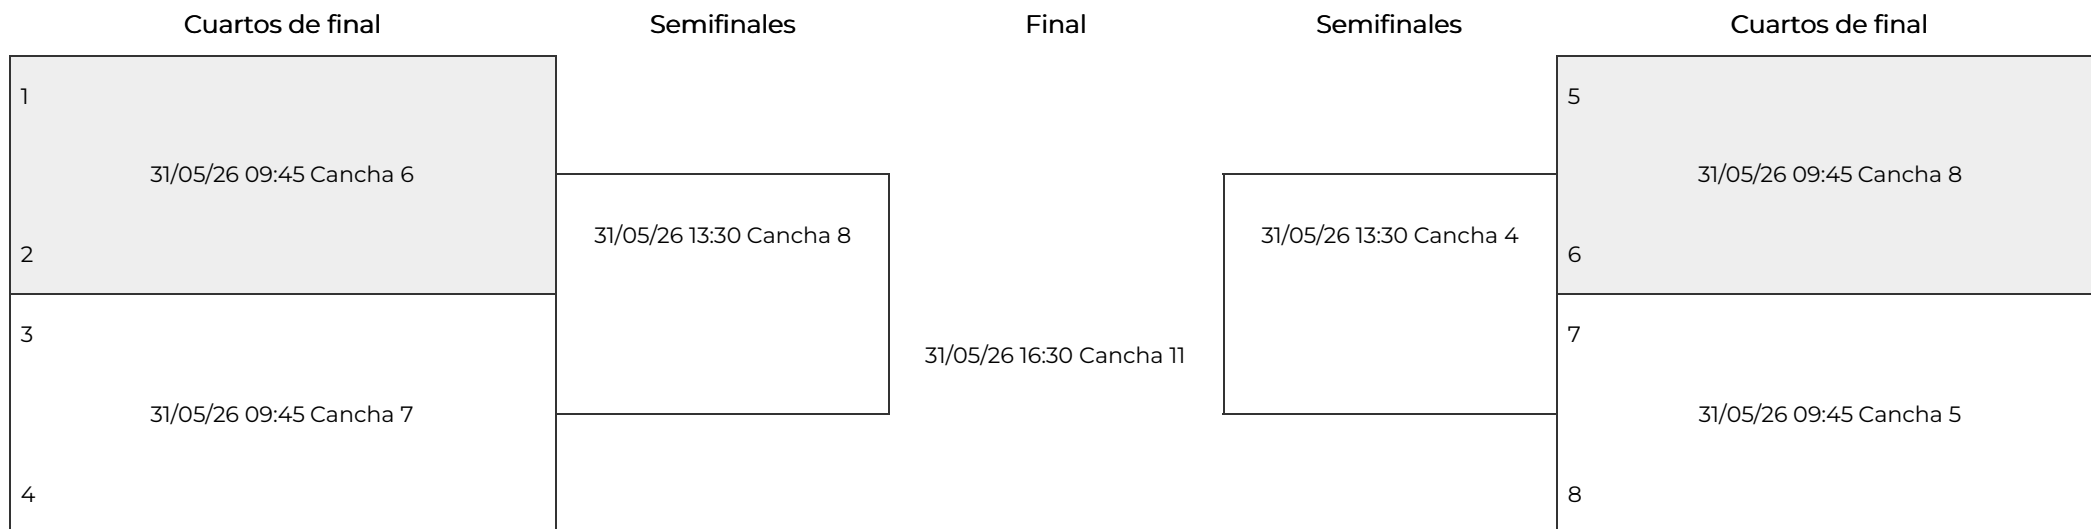 Cuartos de final
Semifinales
Final
Semifinales
Cuartos de final
1
31/05/26 09:45 Cancha 6
2
3
31/05/26 09:45 Cancha 7
4
31/05/26 13:30 Cancha 8
31/05/26 16:30 Cancha 11
31/05/26 13:30 Cancha 4
5
31/05/26 09:45 Cancha 8
6
7
31/05/26 09:45 Cancha 5
8